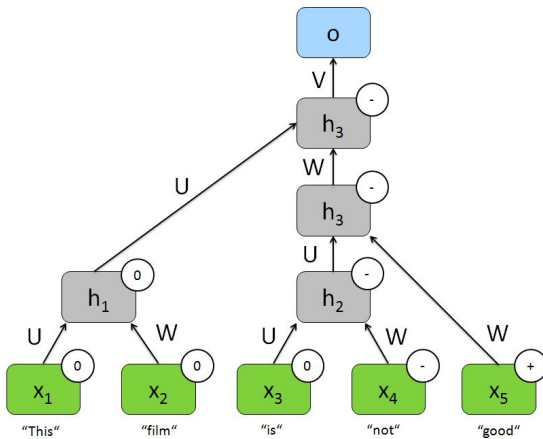 o
V
-
h3
U
W
-
h3
U
0
-
h1
h2
U
W
U
W
W
0
0
0
-
+
x1
x2
x3
x4
x5
"This"
"film"
"is"
"not"
"good"